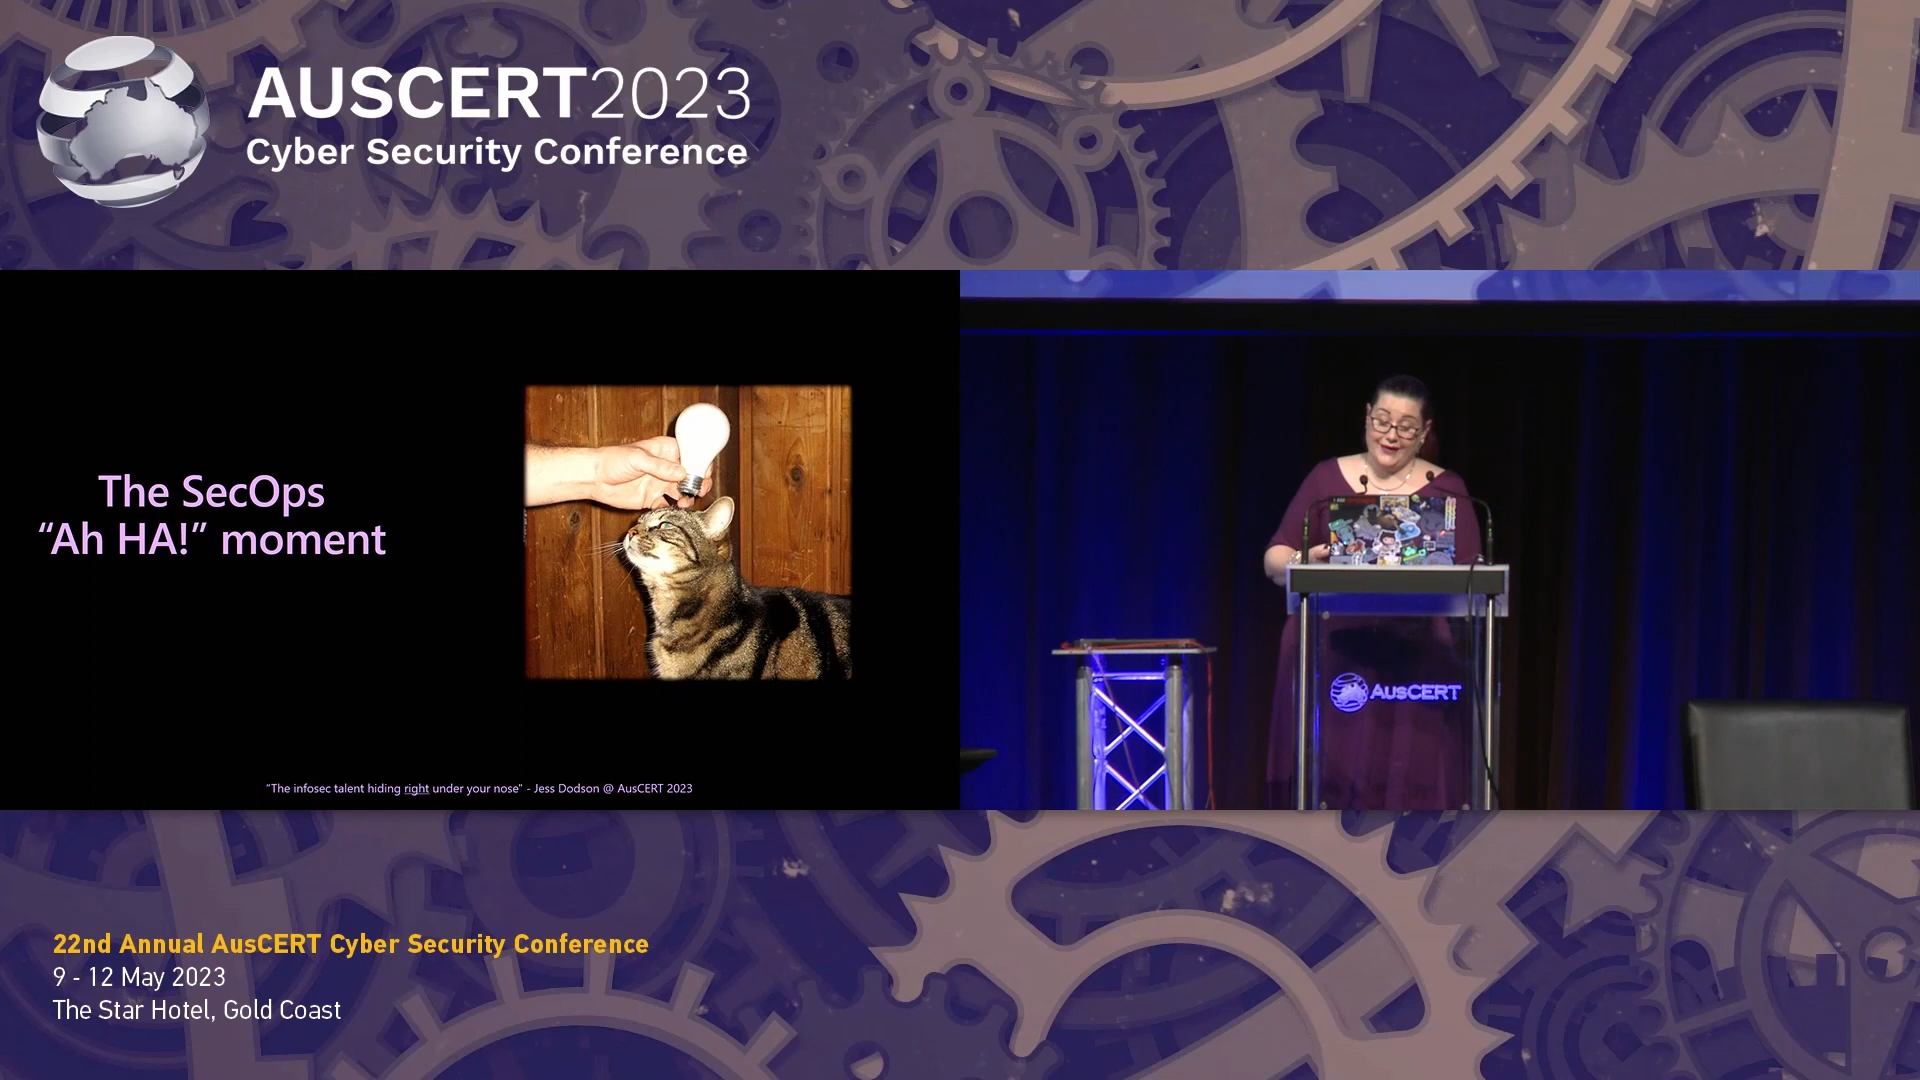 AUSCERT2023
Cyber Security Conference
The SecOps
“Ah HA!” moment
"The infosec talent hiding right under your nose" - Jess Dodson @ AusCERT 2023
AUSCERT
22nd Annual AusCERT Cyber Security Conference
9 - 12 May 2023
The Star Hotel, Gold Coast